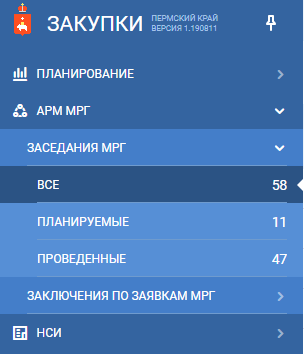 ЗАКУПКИ
ПЕРМСКИЙ КРАЙ
ВЕРСИЯ 1.190811
ПЛАНИРОВАНИЕ
АРМ МРГ
ЗАСЕДАНИЯ МРГ
ВСЕ 58
ПЛАНИРУЕМЫЕ 11
ПРОВЕДЕННЫЕ 47
ЗАКЛЮЧЕНИЯ ПО ЗАЯВКАМ МРГ
НСИ